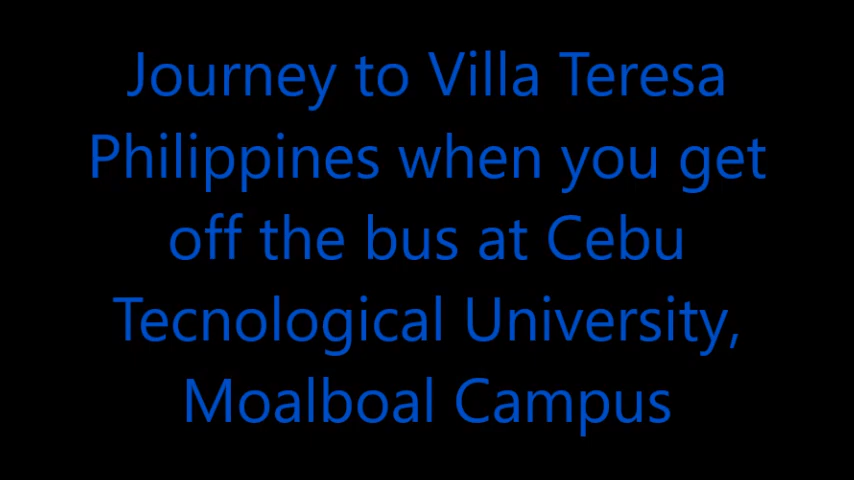 Journey to Villa Teresa
Philippines when you get
off the bus at Cebu
Tecnological University,
Moalboal Campus